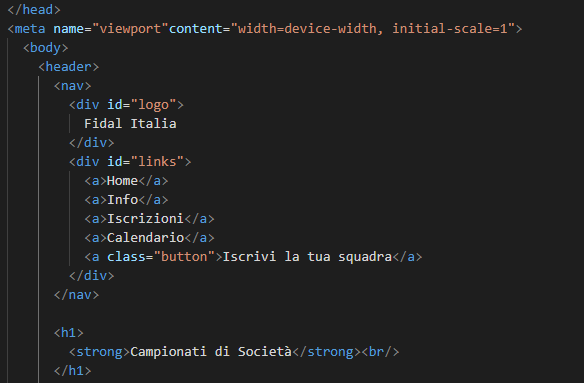 </head>
<meta name="viewport"content="width=device-width, initial-scale=1">
<body>
<header>
<nav>
<div id="logo">
Fidal Italia
</div>
<div id="links">
<a>Home</a>
<a>Info</a>
<a>Iscrizioni</a>
<a>Calendario</a>
<a class="button">Iscrivi la tua squadra</a>
</div>
</nav>
<h1>
<strong>Campionati di Società</strong><br/>
</h1>